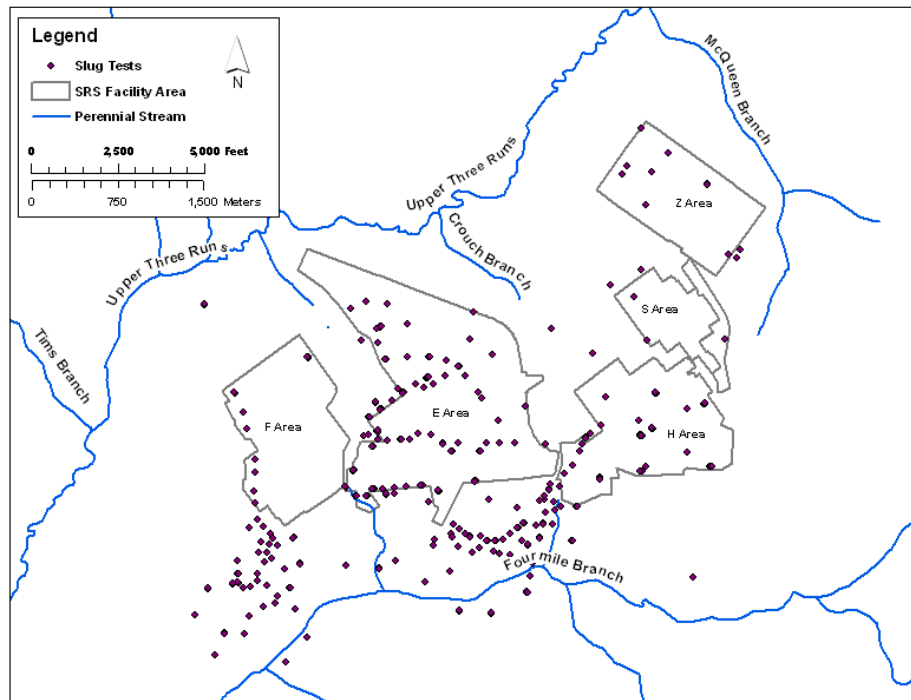 Legend
Slug Tests
N
SRS Facility Area
Perennial Stream
0 2,500 5,000 Feet
0 750 1,500 Meters
McQueen Branch
Upper Three Runs
Z Area
Crouch Branch
Upper Three Runs
S Area
Tims Branch
E Area
F Area
H Area
Fourmile Branch